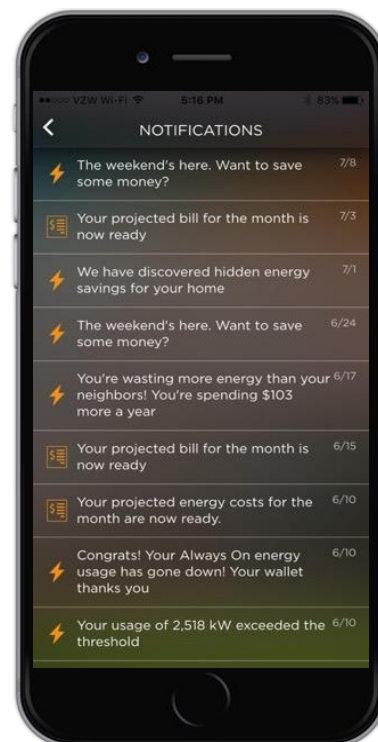 VZW Wi-Fi 5:16 PM 83%
NOTIFICATIONS
The weekend's here. Want to save 7/8
some money?
Your projected bill for the month is 7/3
now ready
We have discovered hidden energy 7/1
savings for your home
The weekend's here. Want to save 6/24
some money?
You're wasting more energy than your 6/17
neighbors! You're spending $103
more a year
Your projected bill for the month is 6/15
now ready
Your projected energy costs for the 6/10
month are now ready.
Congrats! Your Always On energy 6/10
usage has gone down! Your wallet
thanks you
Your usage of 2,518 kW exceeded the 6/10
threshold